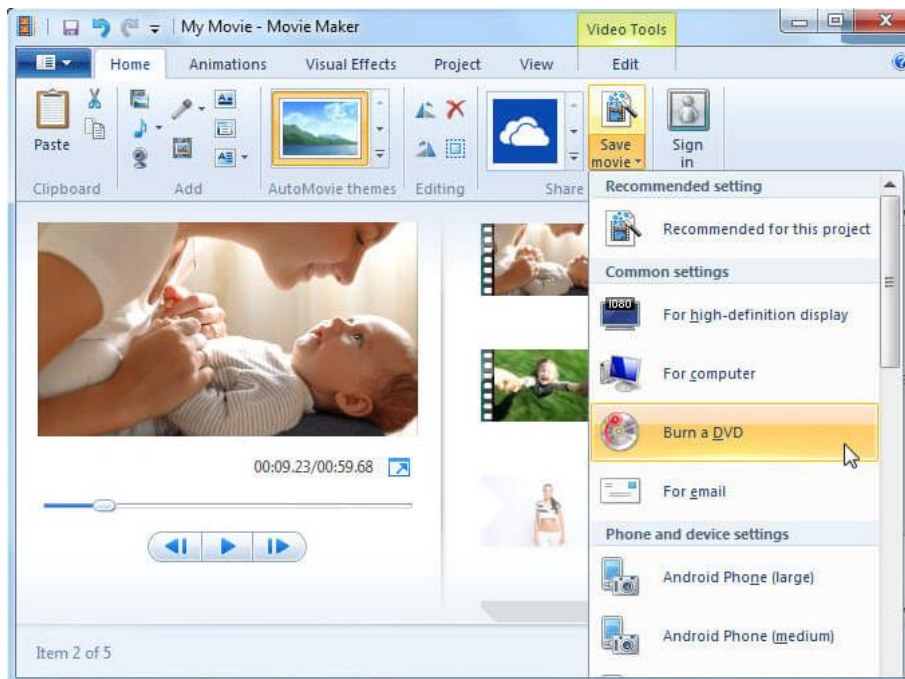 My Movie - Movie Maker
Video Tools
Home
Animations
Visual Effects
Project
View
Edit
Paste
Save
movie
Sign
in
Clipboard
Add
AutoMovie themes
Editing
Share
Recommended setting
Recommended for this project
Common settings
1080
For high-definition display
For computer
Burn a DVD
For email
Phone and device settings
Android Phone (large)
Android Phone (medium)
00:09.23/00:59.68
Item 2 of 5